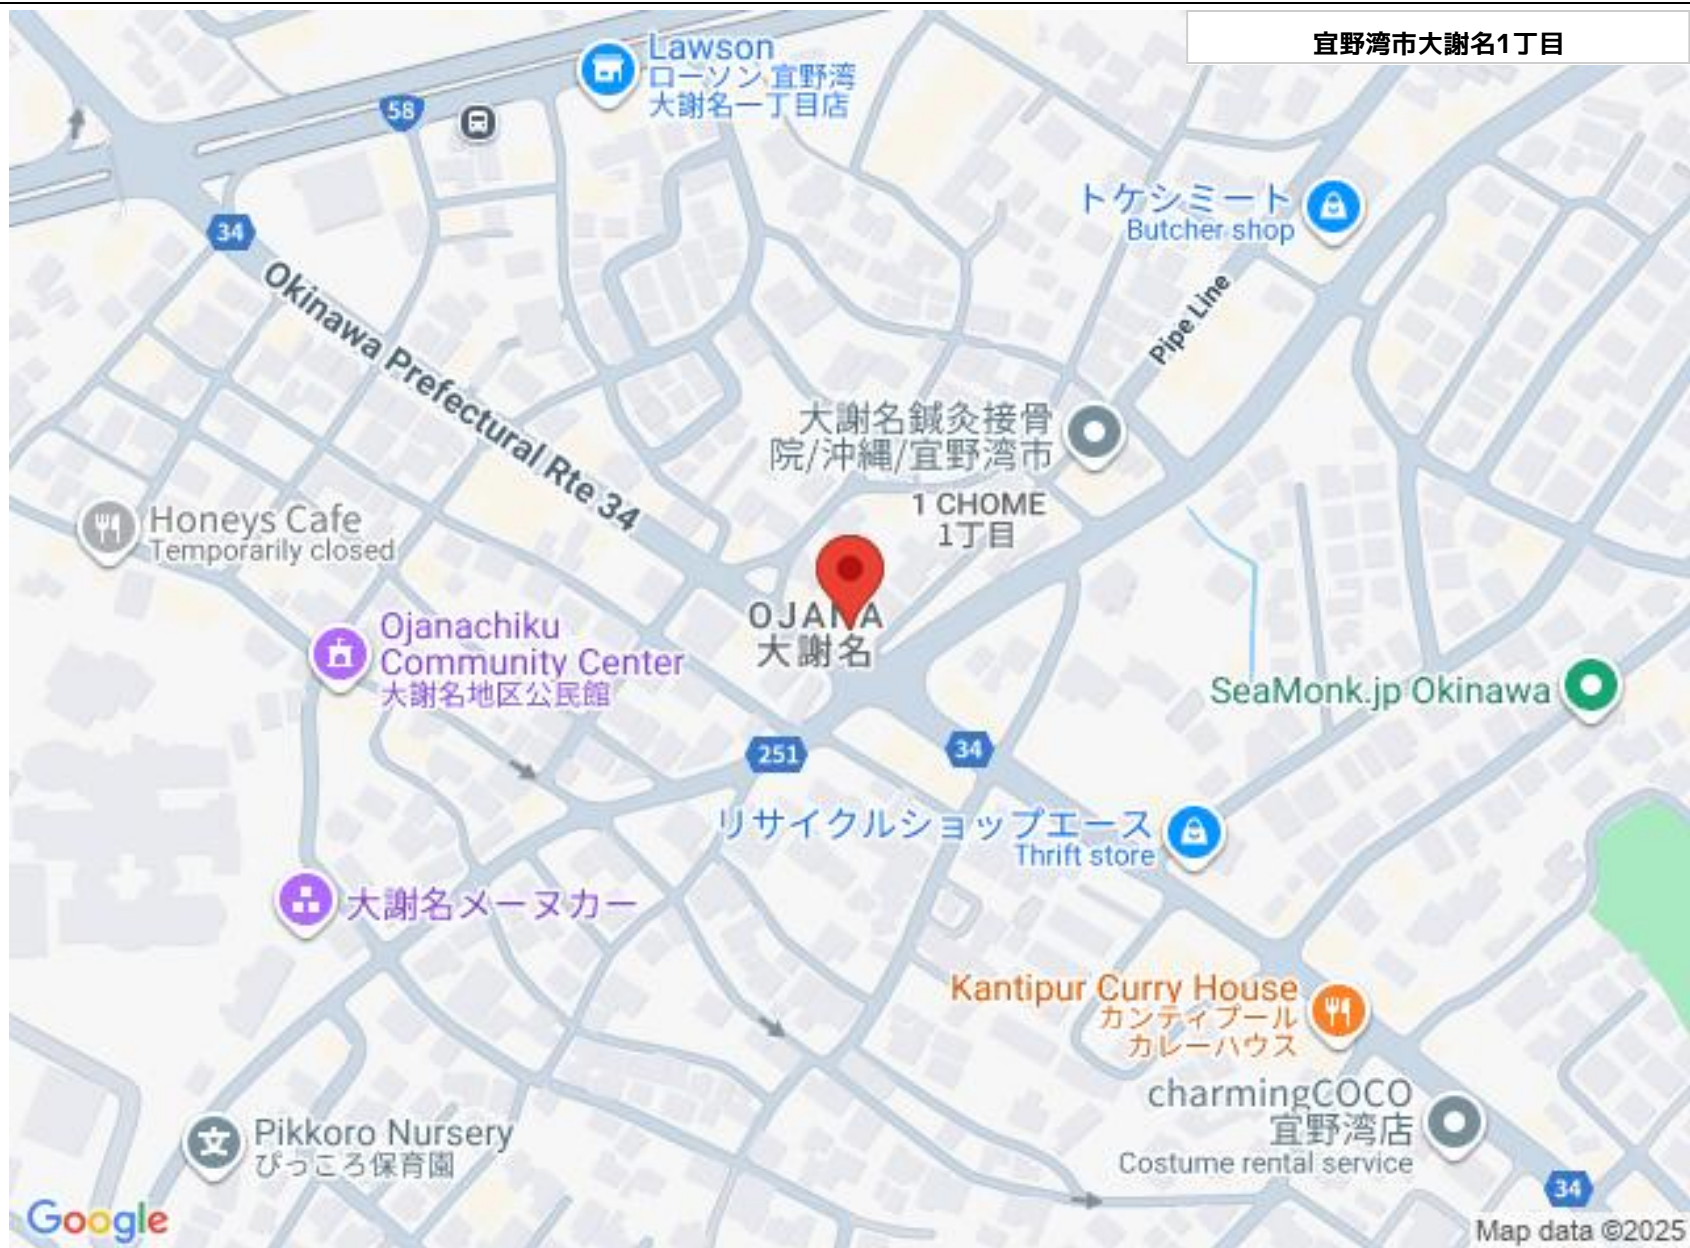 宜野湾市大謝名1丁目
Lawson
ローソン 宜野湾
大謝名一丁目店
58
34
トケシミート
Butcher shop
Okinawa Prefectural Rte 34
Pipe Line
大謝名鍼灸接骨
院/沖縄/宜野湾市
1 CHOME
1丁目
Honeys Cafe
Temporarily closed
OJANA
大謝名
Ojanachiku
Community Center
大謝名地区公民館
SeaMonk.jp Okinawa
251
34
リサイクルショップエース
Thrift store
大謝名メーヌカー
Kantipur Curry House
カンティプール
カレーハウス
charmingCOCO
宜野湾店
Costume rental service
Pikkoro Nursery
ぴっころ保育園
34
Google
Map data ©2025